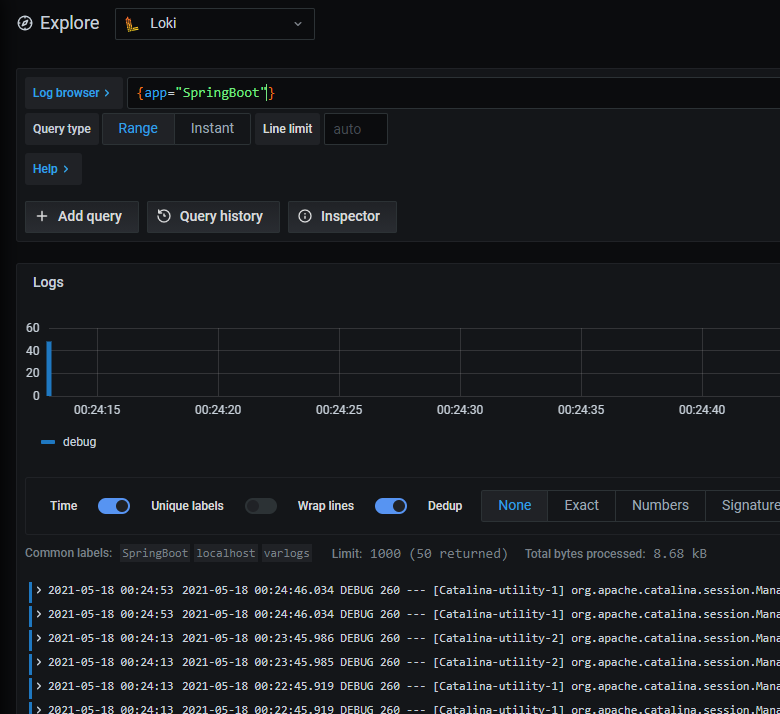 Explore Loki
Log browser > {app="SpringBoot"}
Query type Range Instant Line limit auto
Help >
+ Add query Query history Inspector
Logs
60
40
20
0
00:24:15 00:24:20 00:24:25 00:24:30 00:24:35 00:24:40
debug
Time Unique labels Wrap lines Dedup None Exact Numbers Signature
Common labels: SpringBoot localhost varlogs Limit: 1000 (50 returned) Total bytes processed: 8.68 kB
> 2021-05-18 00:24:53 2021-05-18 00:24:46.034 DEBUG 260 --- [Catalina-utility-1] org.apache.catalina.session.Mana
> 2021-05-18 00:24:53 2021-05-18 00:24:46.034 DEBUG 260 --- [Catalina-utility-1] org.apache.catalina.session.Mana
> 2021-05-18 00:24:13 2021-05-18 00:23:45.986 DEBUG 260 --- [Catalina-utility-2] org.apache.catalina.session.Mana
> 2021-05-18 00:24:13 2021-05-18 00:23:45.985 DEBUG 260 --- [Catalina-utility-2] org.apache.catalina.session.Mana
> 2021-05-18 00:24:13 2021-05-18 00:22:45.919 DEBUG 260 --- [Catalina-utility-1] org.apache.catalina.session.Mana
> 2021-05-18 00:24:13 2021-05-18 00:22:45.919 DEBUG 260 --- [Catalina-utility-1] org.apache.catalina.session.Mana